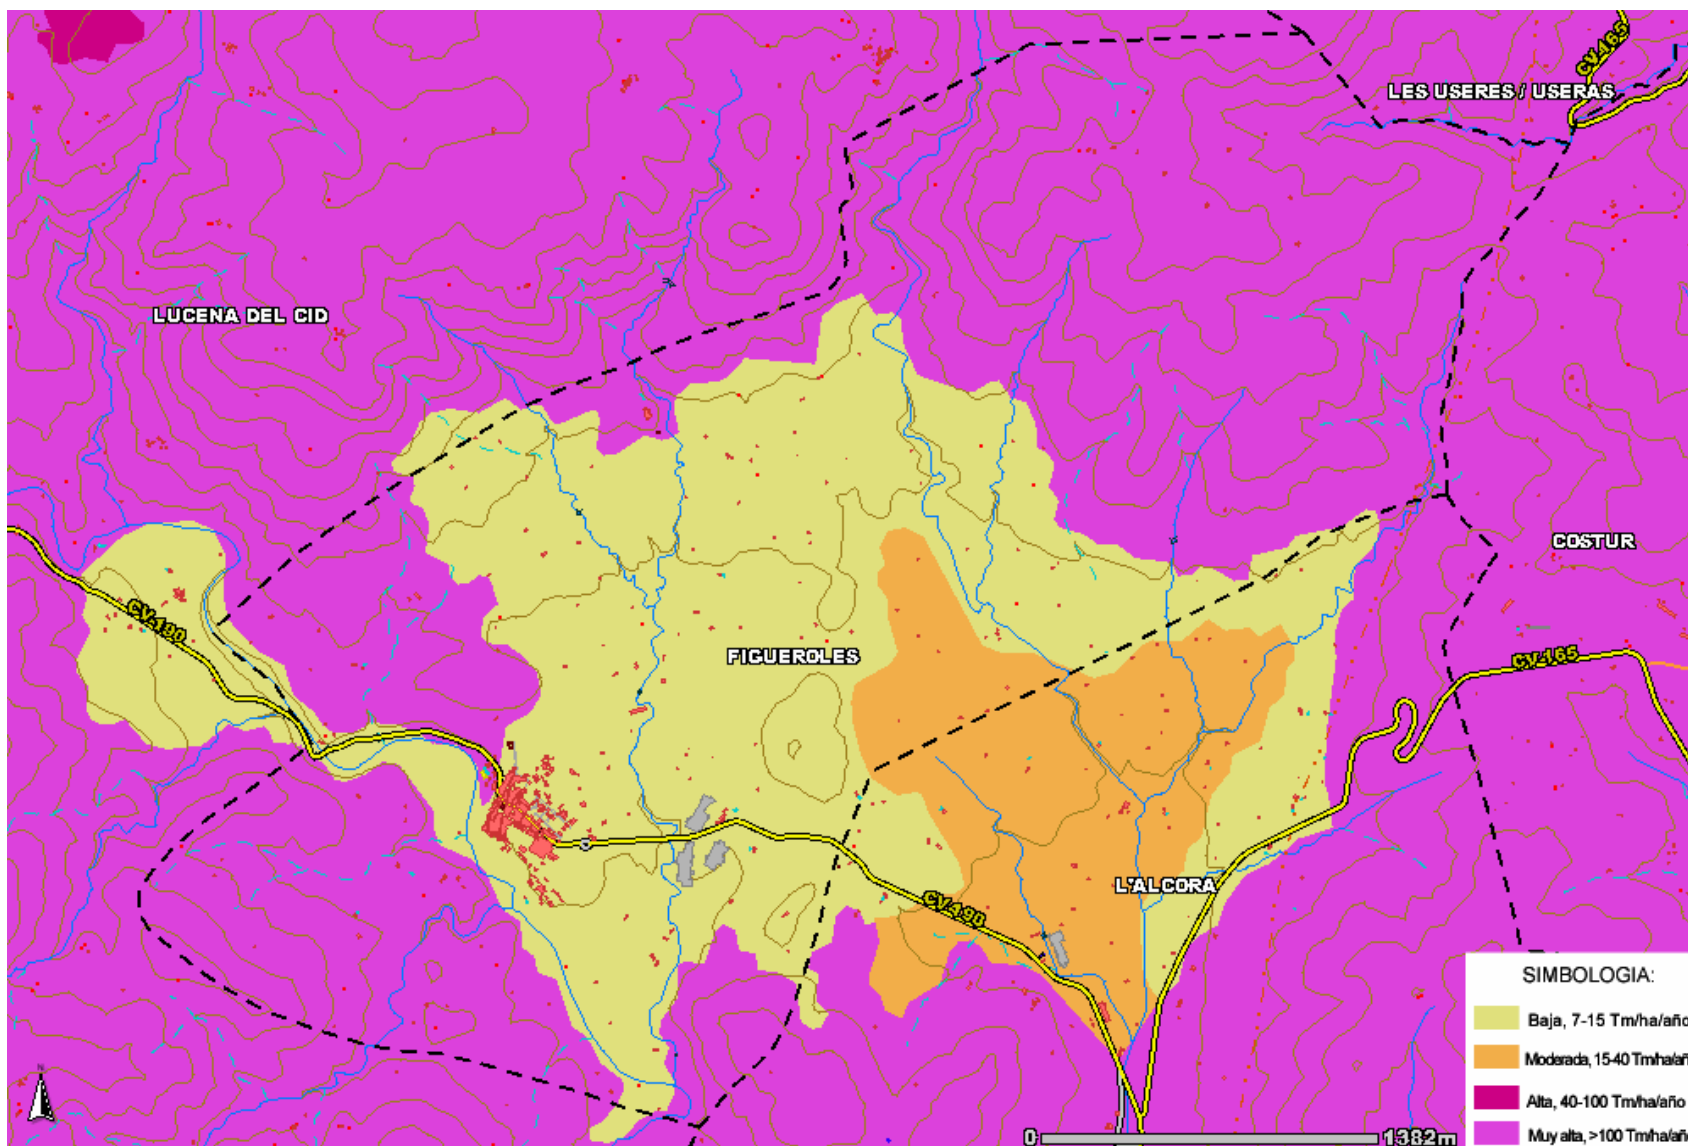 CV-165
LES USERES / USERAS
LUCENA DEL CID
COSTUR
CV-190
FIGUEROLES
CV-165
L'ALCORA
CV-190
SIMBOLOGIA:
Baja, 7-15 Tm/ha/año
Moderada, 15-40 Tm/ha/añ
Alta, 40-100 Tm/ha/año
Muy alta, >100 Tm/ha/añ
N
0 1382m